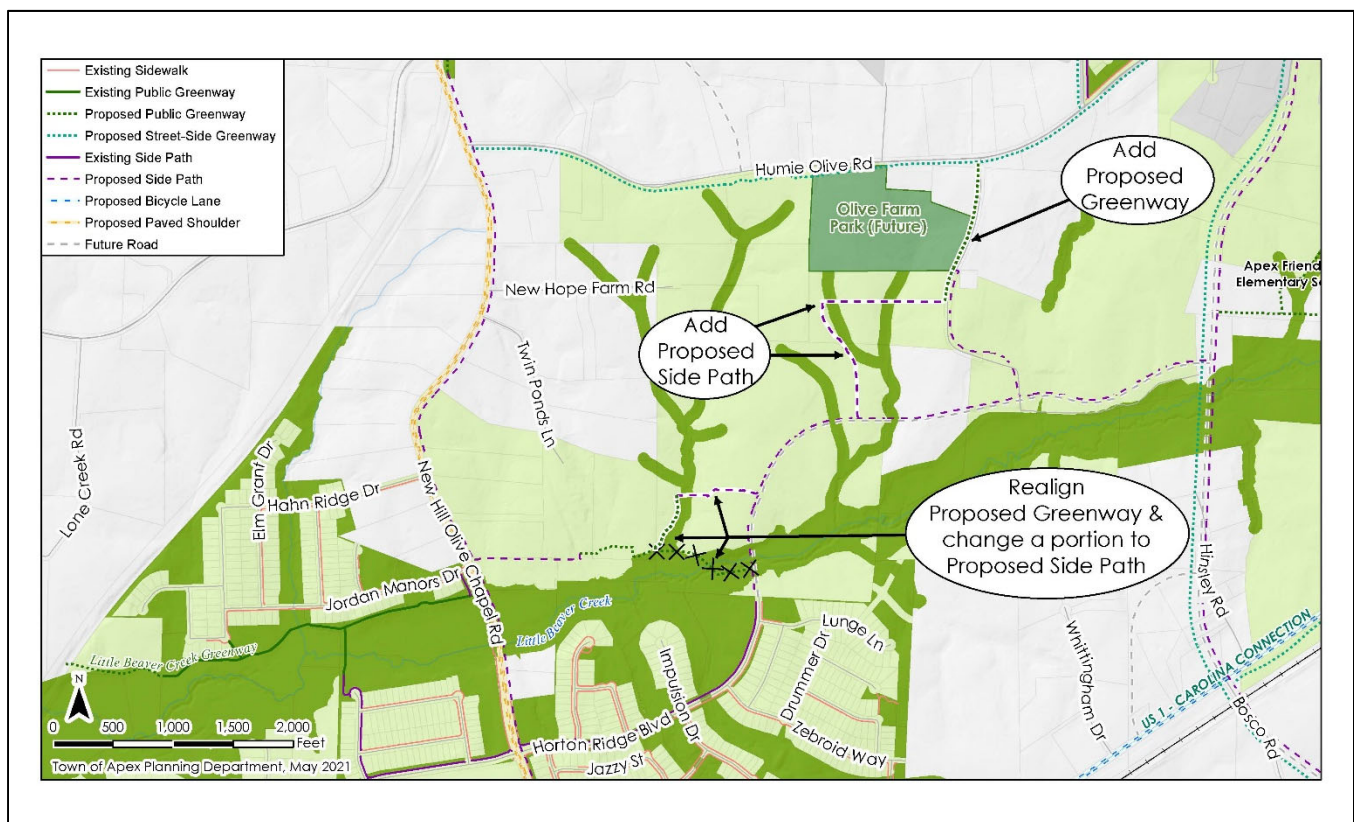 Existing Sidewalk
Existing Public Greenway
Proposed Public Greenway
Proposed Street-Side Greenway
Existing Side Path
Proposed Side Path
Proposed Bicycle Lane
Proposed Paved Shoulder
Future Road
Humie Olive Rd
Add
Proposed
Greenway
Olive Farm
Park (Future)
Apex Friend
Elementary Sc
New Hope Farm Rd
Add
Proposed
Side Path
Twin Ponds Ln
Lone Creek Rd
Elm Grant Dr
Hahn Ridge Dr
New Hill Olive Chapel Rd
Realign
Proposed Greenway &
change a portion to
Proposed Side Path
Hinsley Rd
Jordan Manors Dr
Little Beaver Creek
Little Beaver Creek Greenway
Lunge Ln
Impulsion Dr
Drummer Dr
Whittingham Dr
US 1 - CAROLINA CONNECTION
Bosco Rd
Zebroid Way
Horton Ridge Blvd
Jazzy St
N
0 500 1,000 1,500 2,000
Feet
Town of Apex Planning Department, May 2021